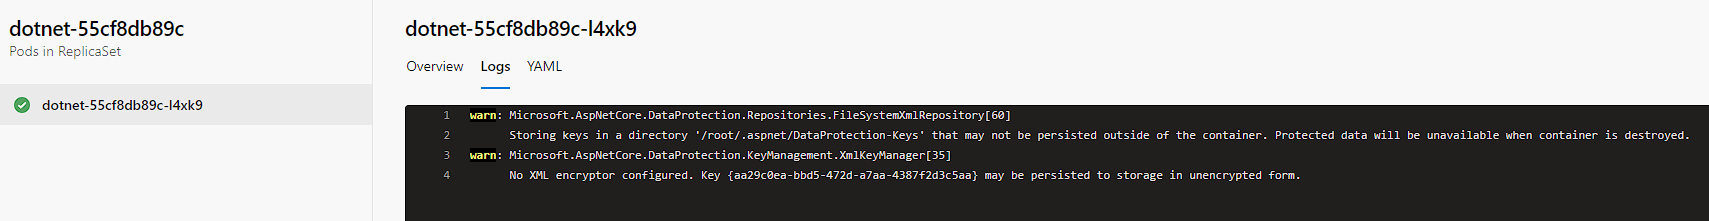 dotnet-55cf8db89c
Pods in ReplicaSet
dotnet-55cf8db89c-l4xk9
dotnet-55cf8db89c-l4xk9
Overview Logs YAML
1 warn: Microsoft.AspNetCore.DataProtection.Repositories.FileSystemXmlRepository[60]
2 Storing keys in a directory '/root/.aspnet/DataProtection-Keys' that may not be persisted outside of the container. Protected data will be unavailable when container is destroyed.
3 warn: Microsoft.AspNetCore.DataProtection.KeyManagement.XmlKeyManager[35]
4 No XML encryptor configured. Key {aa29c0ea-bbd5-472d-a7aa-4387f2d3c5aa} may be persisted to storage in unencrypted form.